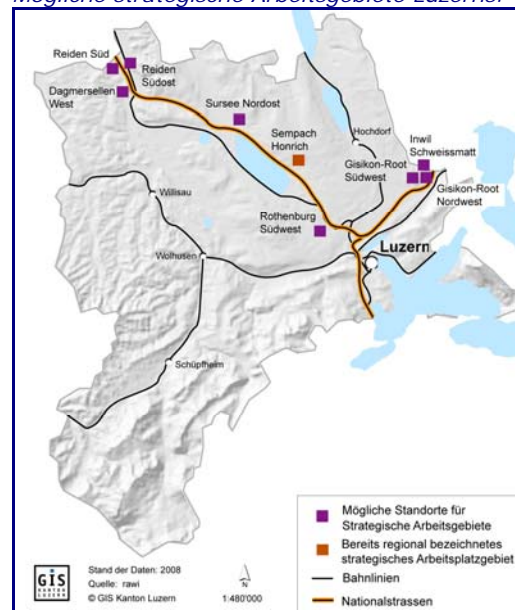 Mögliche strategische Arbeitsgebiete Luzerns:
Reiden Süd
Reiden
Südost
Dagmersellen
West
Sursee Nordost
Sempach
Honrich
Hochdorf
Inwil
Schweissmatt
Gisikon-Root
Südwest
Gisikon-Root
Nordwest
Willisau
Rothenburg
Südwest
Luzern
Wolhusen
Schüpfheim
Mögliche Standorte für
Strategische Arbeitsgebiete
Bereits regional bezeichnetes
strategisches Arbeitsplatzgebiet
Bahnlinien
Nationalstrassen
GIS
KANTON
LUZERN
Stand der Daten: 2008
Quelle: rawi
© GIS Kanton Luzern
N
1:480'000